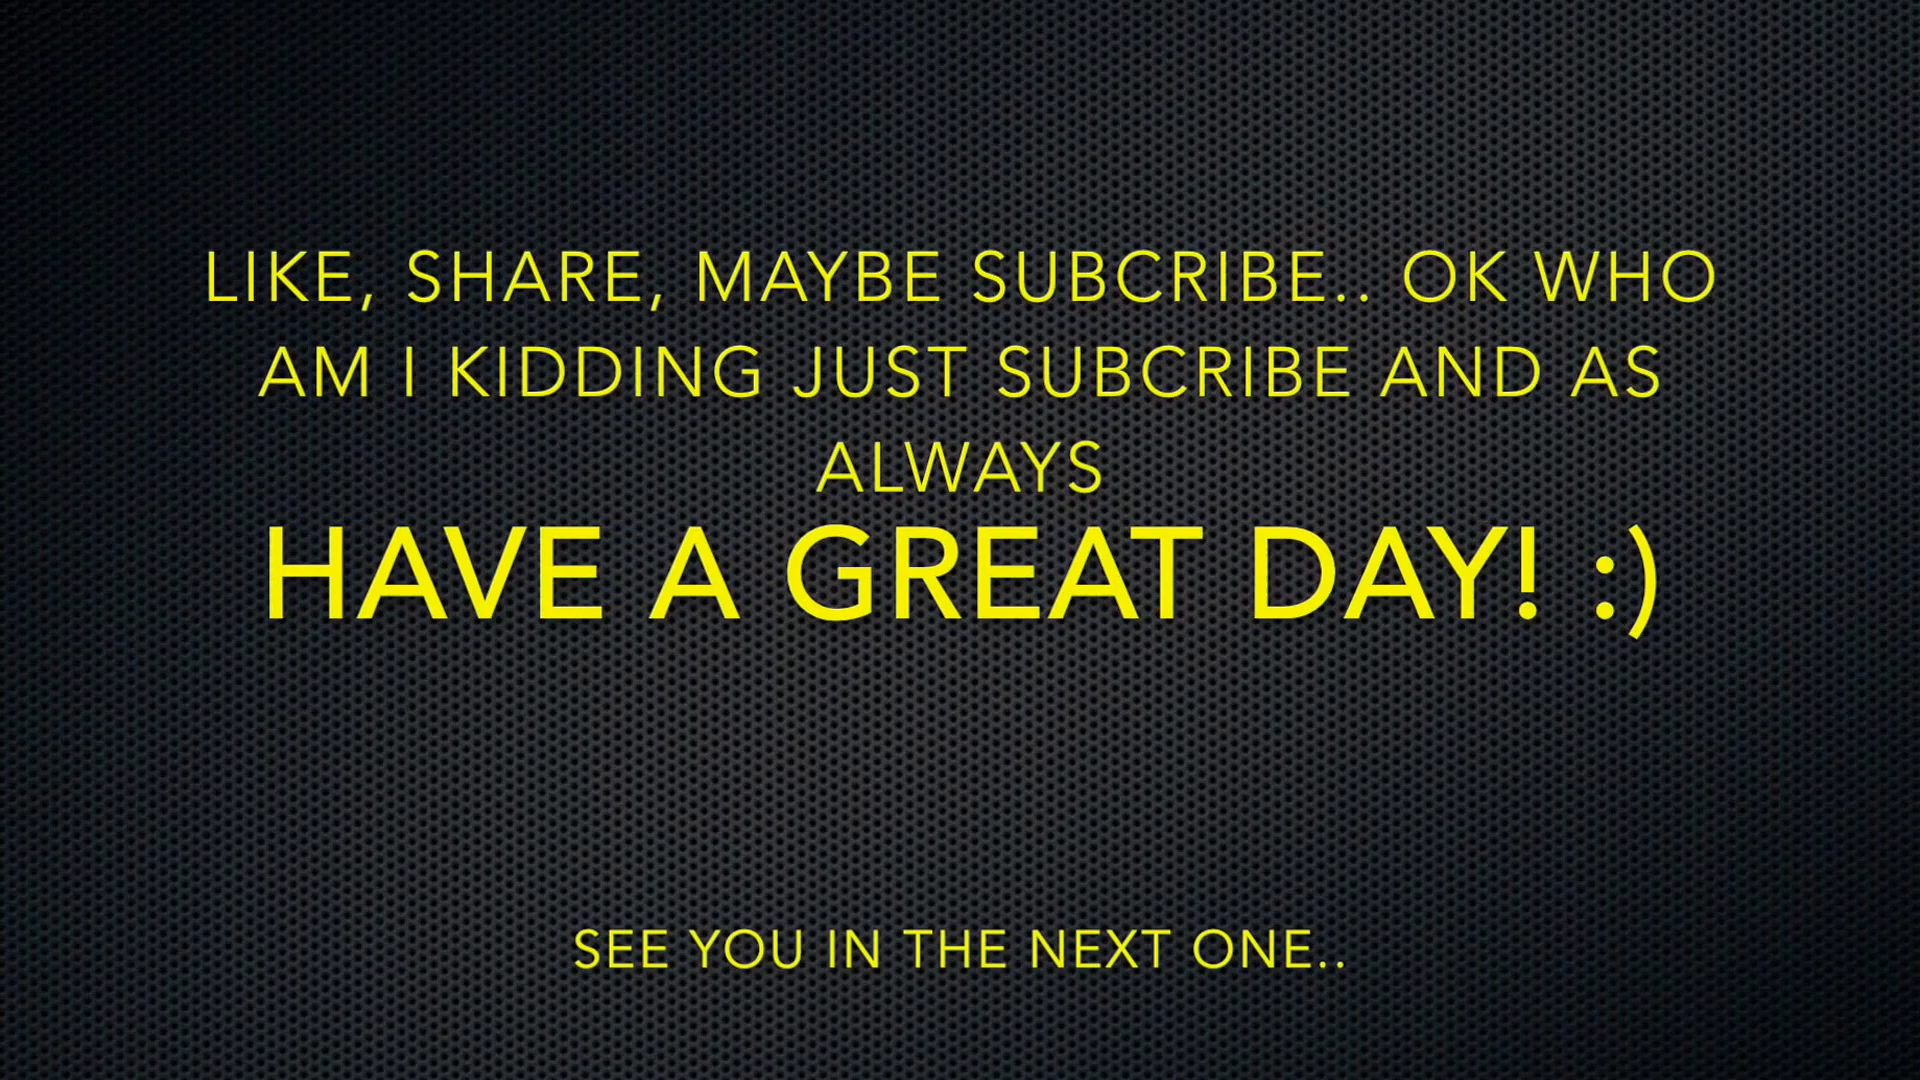 LIKE, SHARE, MAYBE SUBCRIBE.. OK WHO
AM I KIDDING JUST SUBCRIBE AND AS
ALWAYS
HAVE A GREAT DAY! :)
SEE YOU IN THE NEXT ONE..